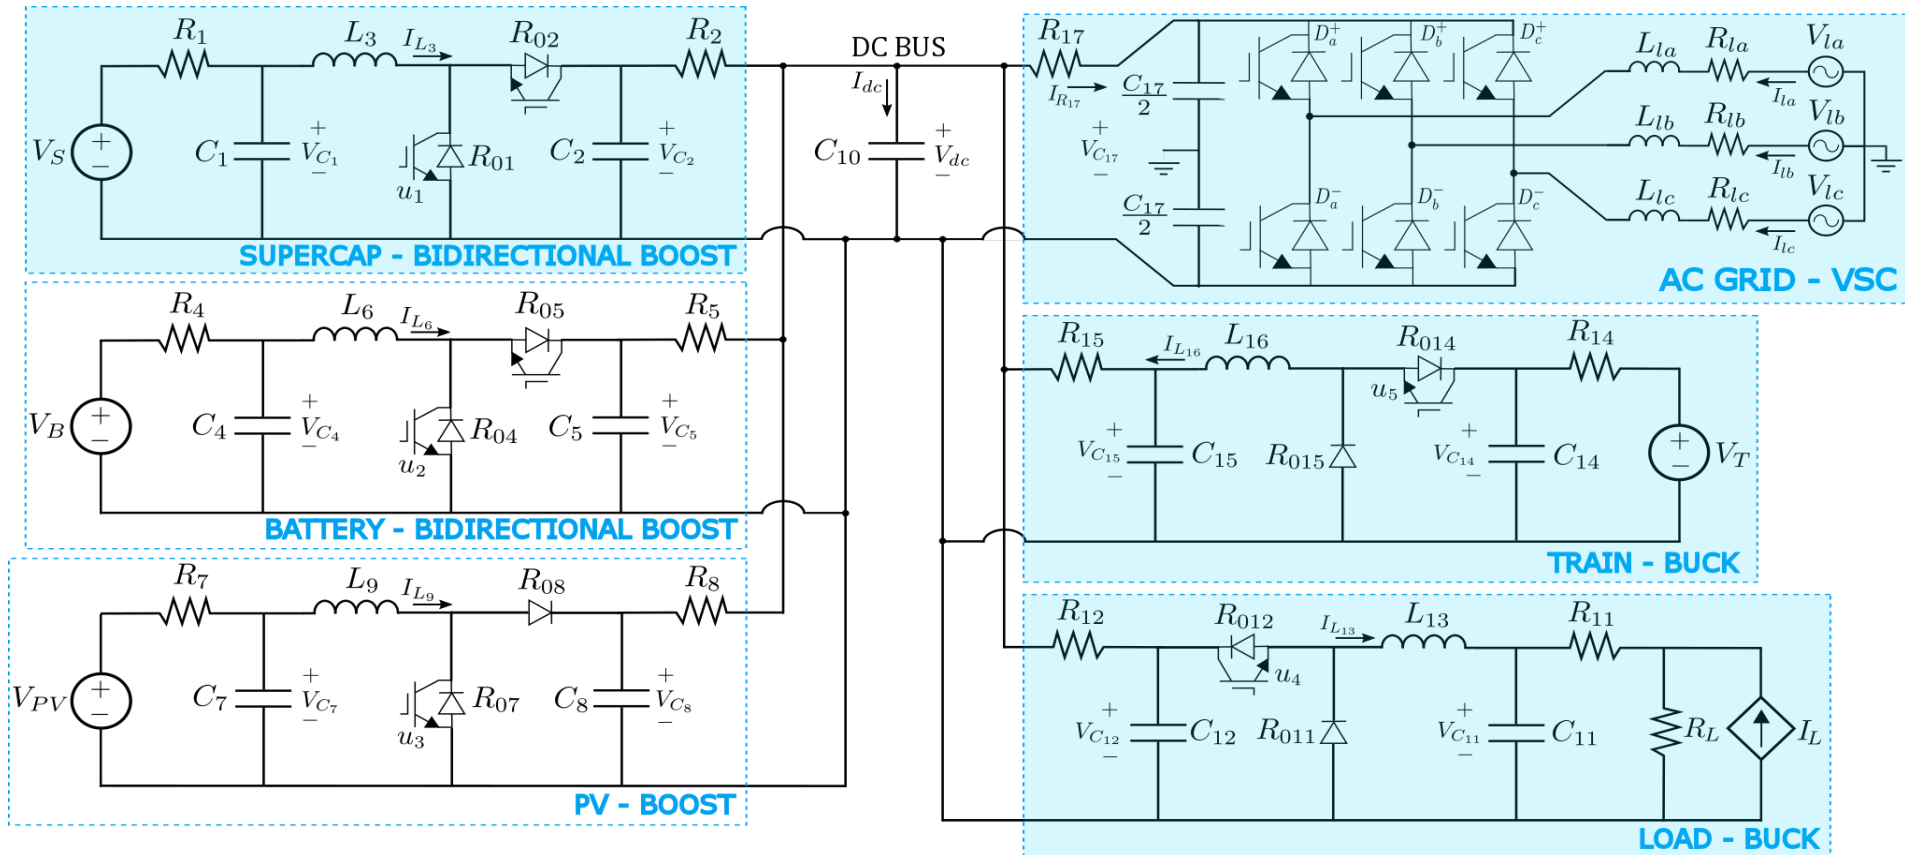 R1
L3
IL3
R02
R2
VS
+
−
C1
+
VC1
−
u1
R01
C2
+
VC2
−
SUPERCAP - BIDIRECTIONAL BOOST
R4
L6
IL6
R05
R5
VB
+
−
C4
+
VC4
−
u2
R04
C5
+
VC5
−
BATTERY - BIDIRECTIONAL BOOST
R7
L9
IL9
R08
R8
VPV
+
−
C7
+
VC7
−
u3
R07
C8
+
VC8
−
PV - BOOST
DC BUS
Idc
C10
+
Vdc
−
R17
IR17
C17
2
+
VC17
−
C17
2
Da+
Db+
Dc+
Da−
Db−
Dc−
Lla
Rla
Vla
Ila
Llb
Rlb
Vlb
Ilb
Llc
Rlc
Vlc
Ilc
AC GRID - VSC
R15
IL16
L16
R014
R14
u5
+
VC15
−
C15
R015
+
VC14
−
C14
+
−
VT
TRAIN - BUCK
R12
R012
IL13
L13
R11
u4
+
VC12
−
C12
R011
+
VC11
−
C11
RL
IL
LOAD - BUCK